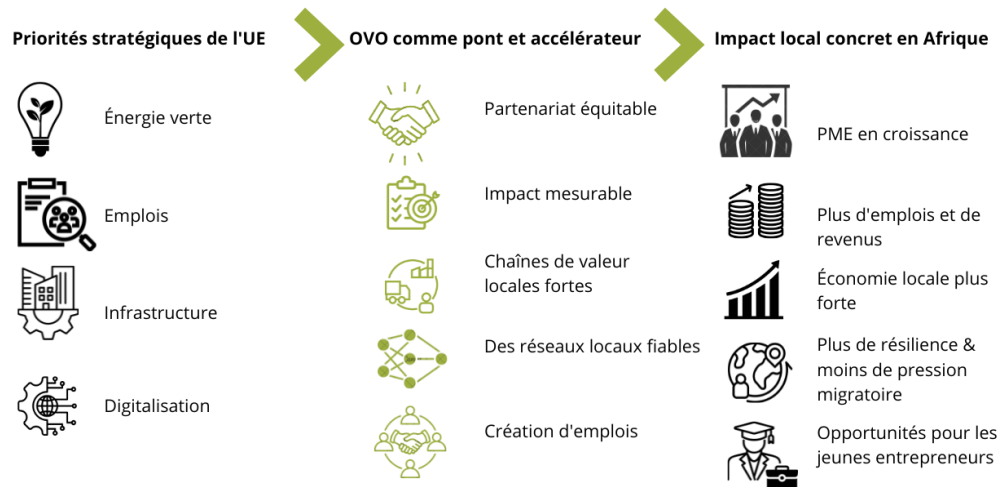 Priorités stratégiques de l'UE
Énergie verte
Emplois
Infrastructure
Digitalisation
OVO comme pont et accélérateur
Partenariat équitable
Impact mesurable
Chaînes de valeur
locales fortes
Des réseaux locaux fiables
Création d'emplois
Impact local concret en Afrique
PME en croissance
Plus d'emplois et de
revenus
Économie locale plus
forte
Plus de résilience &
moins de pression
migratoire
Opportunités pour les
jeunes entrepreneurs